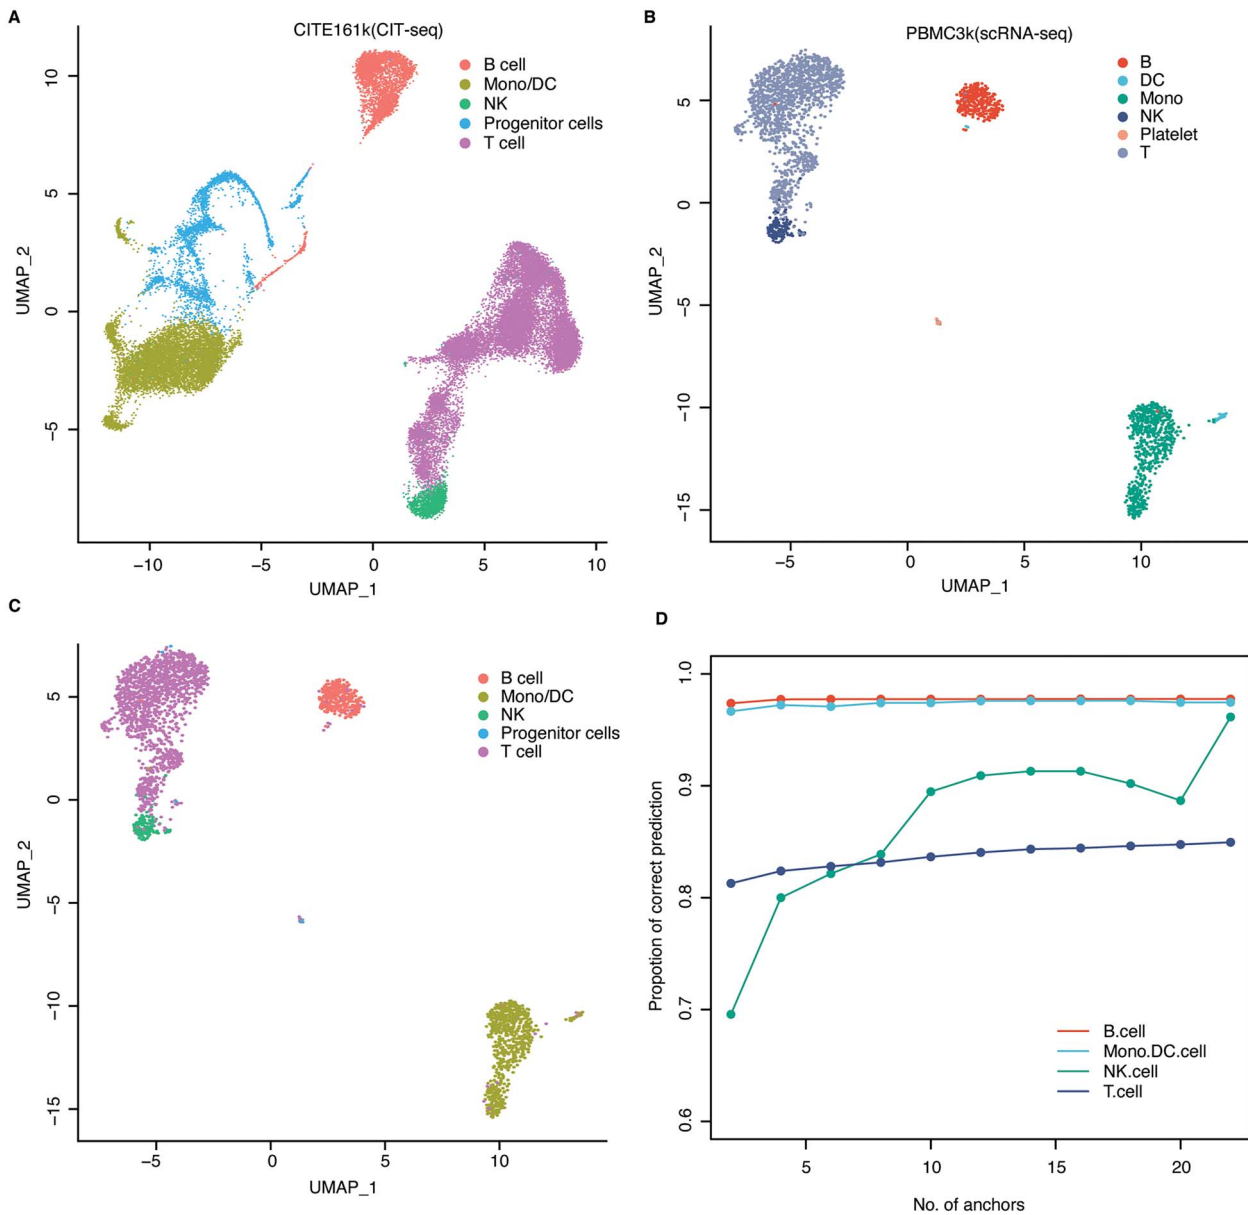 A
CITE161k(CIT-seq)
B cell
Mono/DC
NK
Progenitor cells
T cell
10
5
0
−5
UMAP_2
−10
−5
0
5
10
UMAP_1
B
PBMC3k(scRNA-seq)
B
DC
Mono
NK
Platelet
T
5
0
−5
−10
−15
UMAP_2
−5
0
5
10
UMAP_1
C
B cell
Mono/DC
NK
Progenitor cells
T cell
5
0
−5
−10
−15
UMAP_2
−5
0
5
10
UMAP_1
D
1.0
0.9
0.8
0.7
0.6
Propotion of correct prediction
B.cell
Mono.DC.cell
NK.cell
T.cell
5
10
15
20
No. of anchors